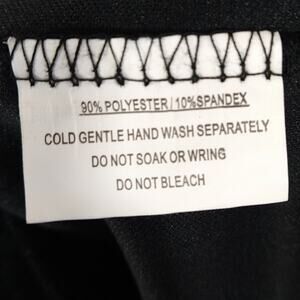 90% POLYESTER / 10%SPANDEX
COLD GENTLE HAND WASH SEPARATELY
DO NOT SOAK OR WRING
DO NOT BLEACH